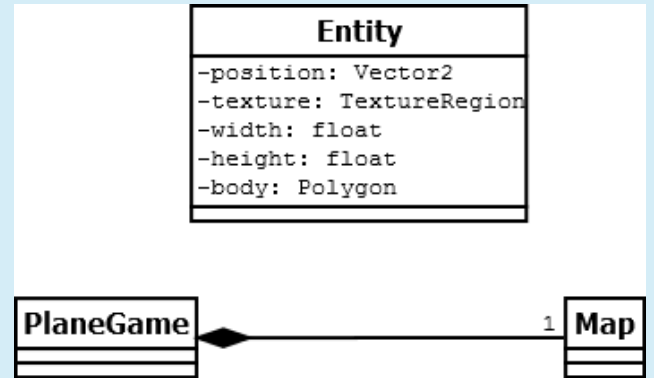 Entity
-position: Vector2
-texture: TextureRegion
-width: float
-height: float
-body: Polygon
PlaneGame 1 Map